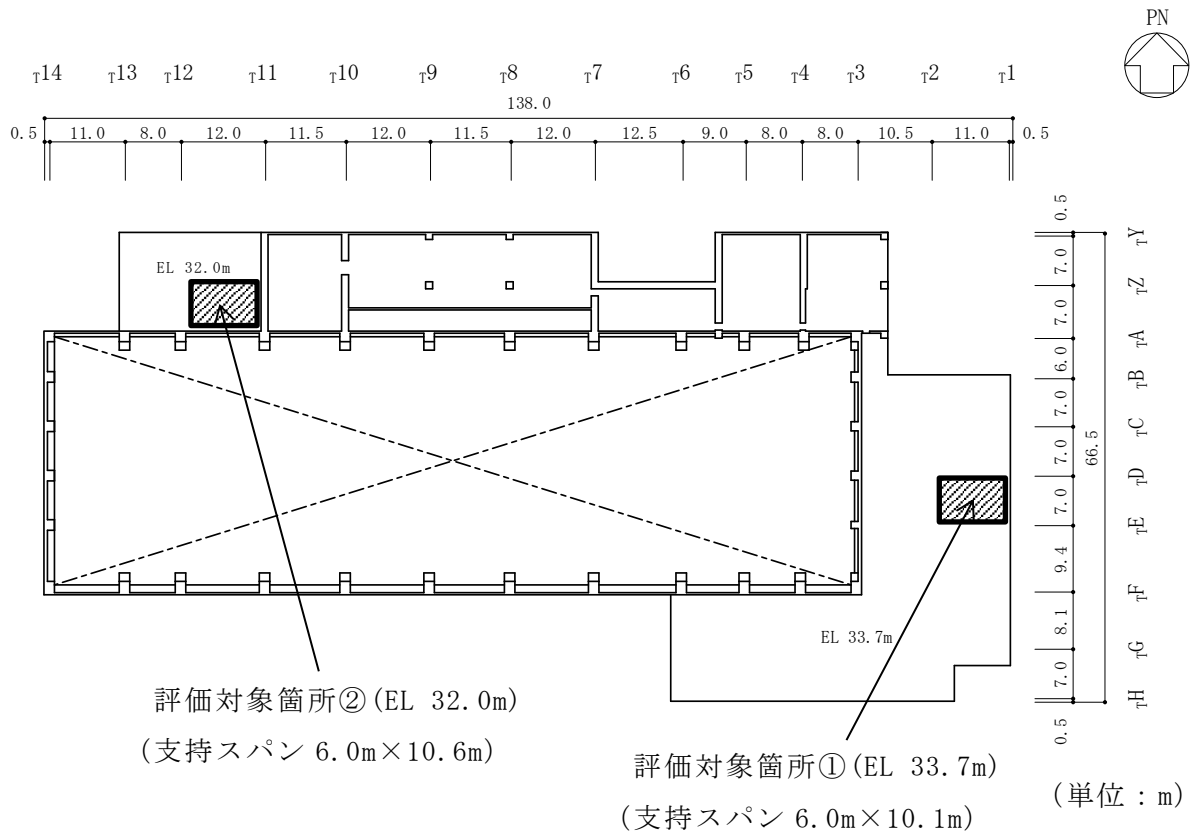 PN
T14 T13 T12 T11 T10 T9 T8 T7 T6 T5 T4 T3 T2 T1
138.0
0.5 11.0 8.0 12.0 11.5 12.0 11.5 12.0 12.5 9.0 8.0 8.0 10.5 11.0 0.5
0.5
TY
7.0
TZ
7.0
TA
6.0
TB
7.0
TC
7.0
66.5
TD
7.0
TE
9.4
TF
8.1
TG
7.0
TH
0.5
EL 32.0m
EL 33.7m
評価対象箇所②(EL 32.0m)
(支持スパン 6.0m×10.6m)
評価対象箇所①(EL 33.7m)
(支持スパン 6.0m×10.1m)
(単位:m)